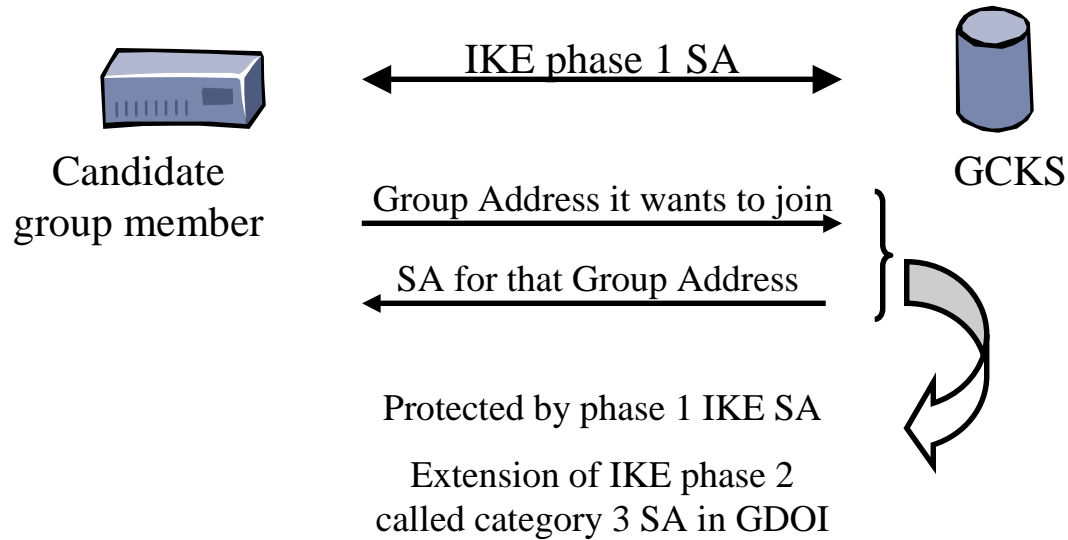 IKE phase 1 SA
Candidate
group member
GCKS
Group Address it wants to join
SA for that Group Address
Protected by phase 1 IKE SA
Extension of IKE phase 2
called category 3 SA in GDOI